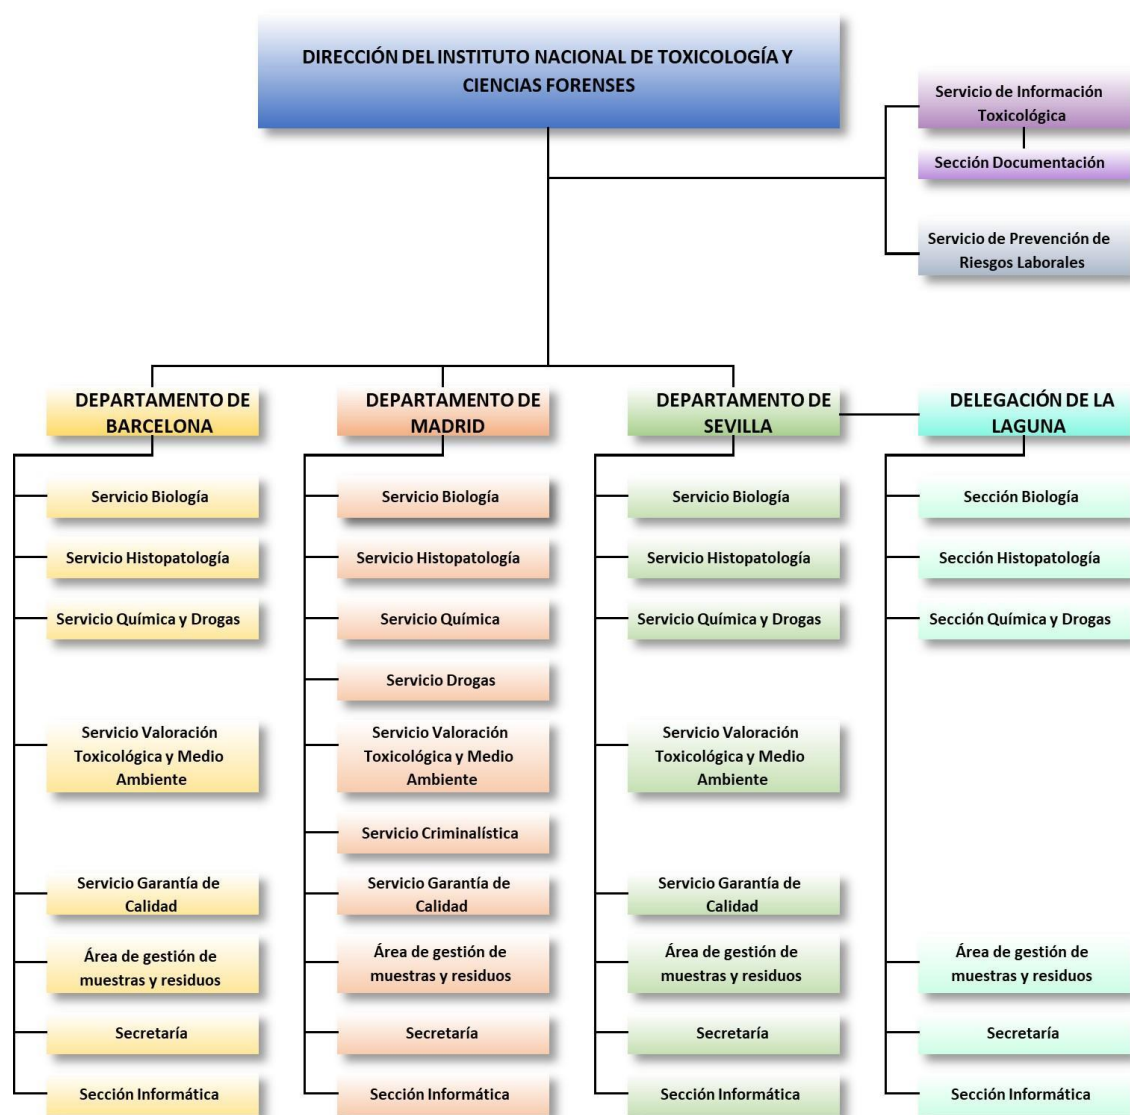 DIRECCIÓN DEL INSTITUTO NACIONAL DE TOXICOLOGÍA Y
CIENCIAS FORENSES
Servicio de Información
Toxicológica
Sección Documentación
Servicio de Prevención de
Riesgos Laborales
DEPARTAMENTO DE
BARCELONA
Servicio Biología
Servicio Histopatología
Servicio Química y Drogas
Servicio Valoración
Toxicológica y Medio
Ambiente
Servicio Garantía de
Calidad
Área de gestión de
muestras y residuos
Secretaría
Sección Informática
DEPARTAMENTO DE
MADRID
Servicio Biología
Servicio Histopatología
Servicio Química
Servicio Drogas
Servicio Valoración
Toxicológica y Medio
Ambiente
Servicio Criminalística
Servicio Garantía de
Calidad
Área de gestión de
muestras y residuos
Secretaría
Sección Informática
DEPARTAMENTO DE
SEVILLA
Servicio Biología
Servicio Histopatología
Servicio Química y Drogas
Servicio Valoración
Toxicológica y Medio
Ambiente
Servicio Garantía de
Calidad
Área de gestión de
muestras y residuos
Secretaría
Sección Informática
DELEGACIÓN DE LA
LAGUNA
Sección Biología
Sección Histopatología
Sección Química y Drogas
Área de gestión de
muestras y residuos
Secretaría
Sección Informática